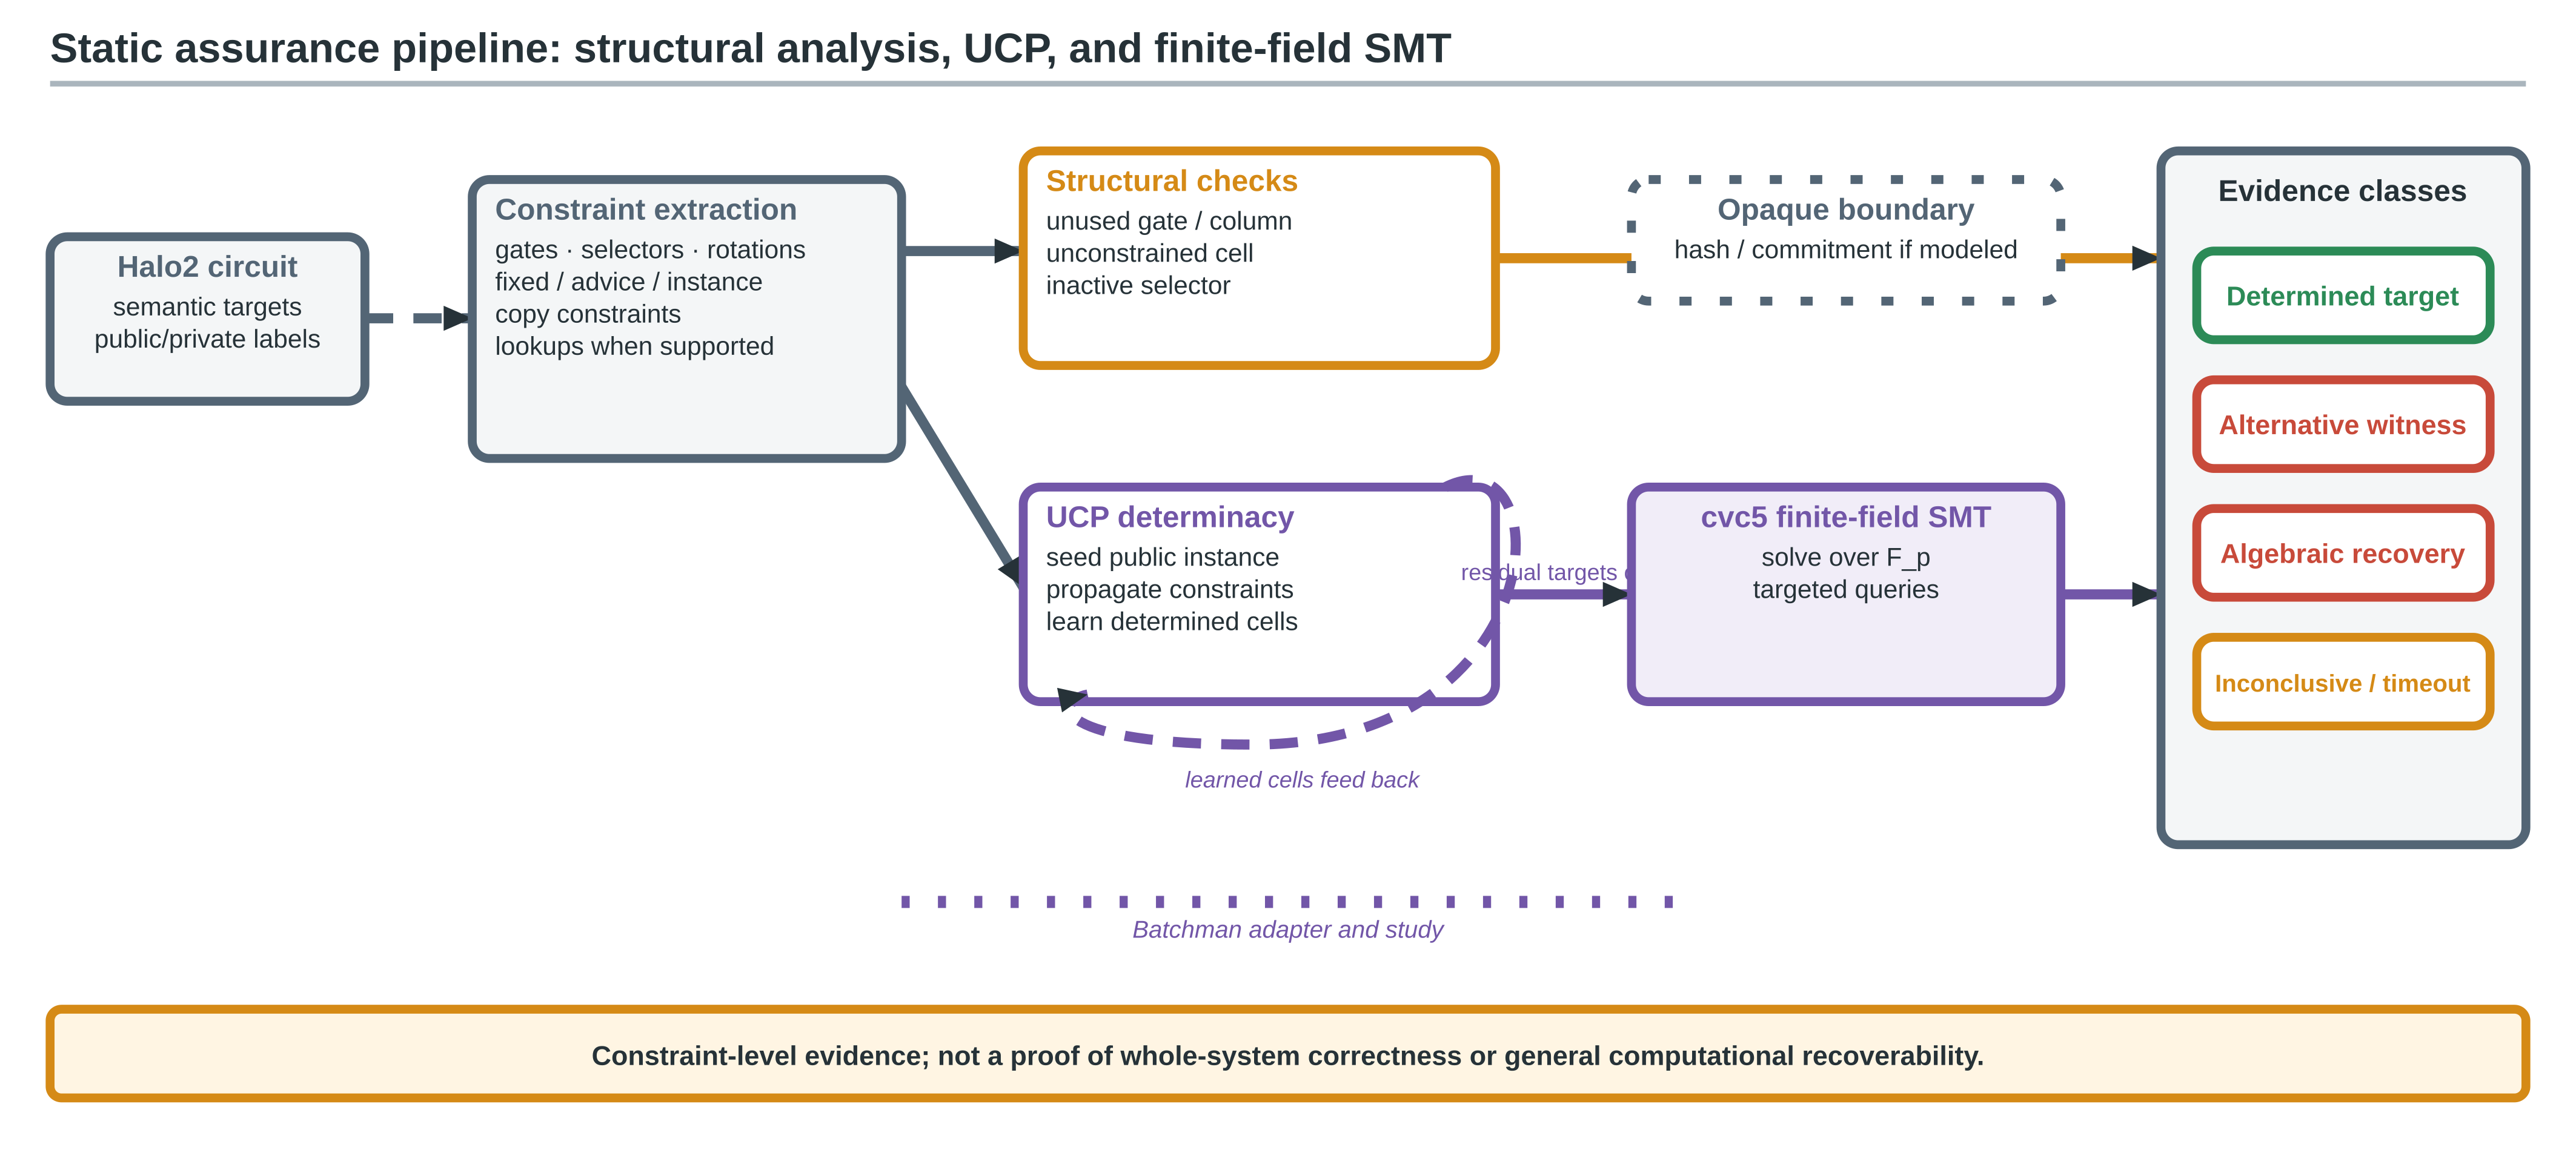 Static assurance pipeline: structural analysis, UCP, and finite-field SMT
Halo2 circuit
semantic targets
public/private labels
Constraint extraction
gates · selectors · rotations
fixed / advice / instance
copy constraints
lookups when supported
Structural checks
unused gate / column
unconstrained cell
inactive selector
Opaque boundary
hash / commitment if modeled
UCP determinacy
seed public instance
propagate constraints
learn determined cells
residual targets
learned cells feed back
cvc5 finite-field SMT
solve over F_p
targeted queries
Evidence classes
Determined target
Alternative witness
Algebraic recovery
Inconclusive / timeout
Batchman adapter and study
Constraint-level evidence; not a proof of whole-system correctness or general computational recoverability.